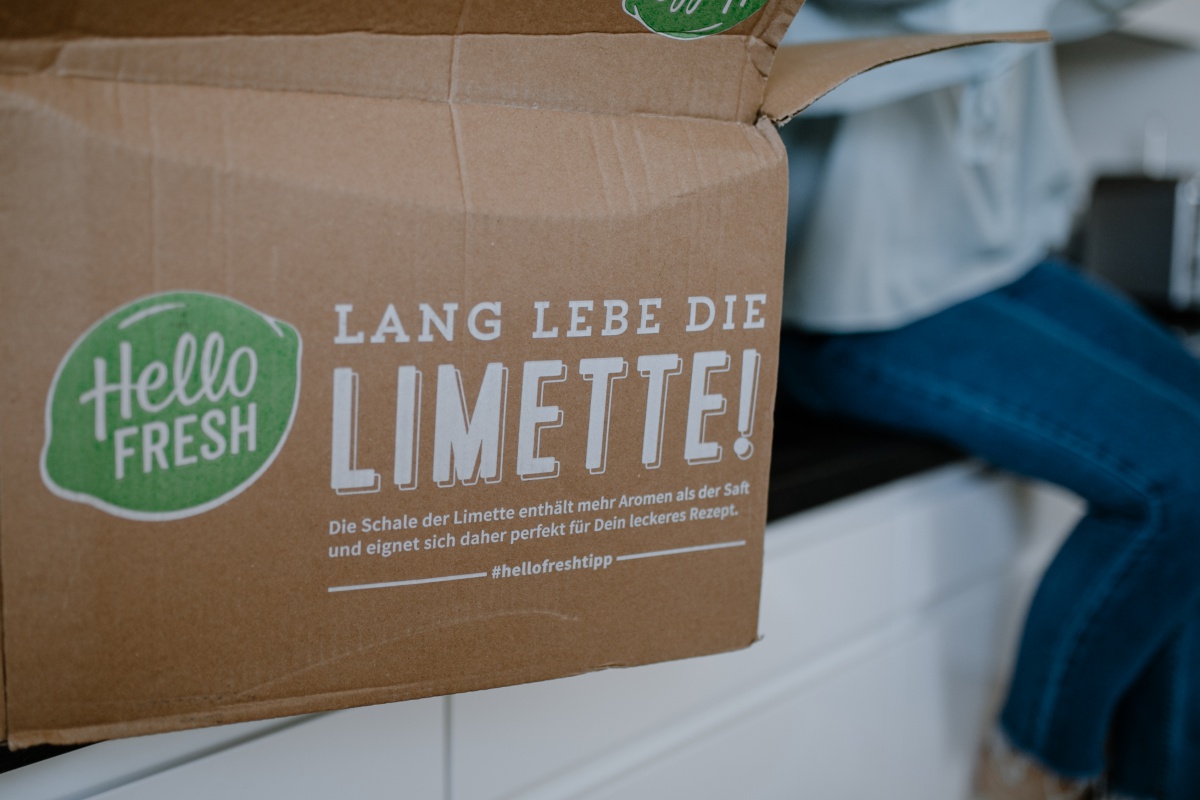 Hello
FRESH
LANG LEBE DIE
LIMETTE!
Die Schale der Limette enthält mehr Aromen als der Saft
und eignet sich daher perfekt für Dein leckeres Rezept.
#hellofreshtipp